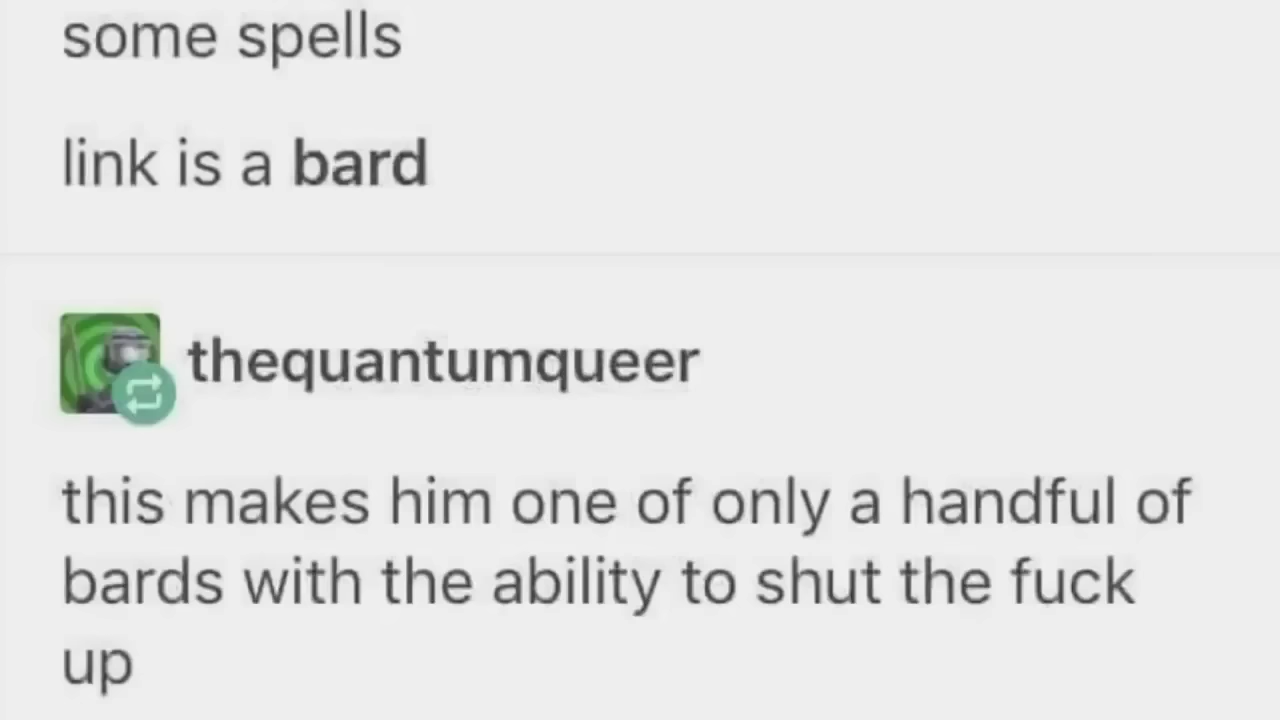 some spells
link is a bard
thequantumqueer
this makes him one of only a handful of
bards with the ability to shut the fuck
up